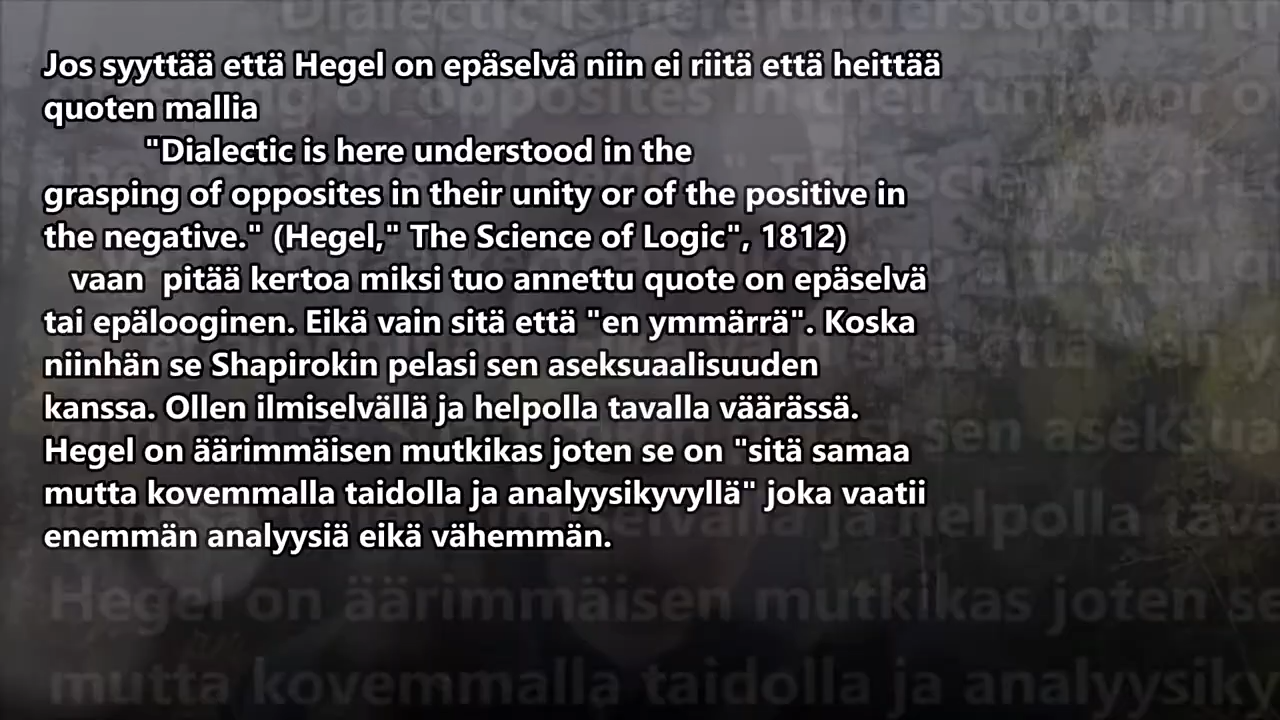 Jos syyttää että Hegel on epäselvä niin ei riitä että heittää
quoten mallia
"Dialectic is here understood in the
grasping of opposites in their unity or of the positive in
the negative." (Hegel," The Science of Logic", 1812)
vaan pitää kertoa miksi tuo annettu quote on epäselvä
tai epälooginen. Eikä vain sitä että "en ymmärrä". Koska
niinhän se Shapirokin pelasi sen aseksuaalisuuden
kanssa. Ollen ilmiselvällä ja helpolla tavalla väärässä.
Hegel on äärimmäisen mutkikas joten se on "sitä samaa
mutta kovemmalla taidolla ja analyysikyvyllä" joka vaatii
enemmän analyysiä eikä vähemmän.